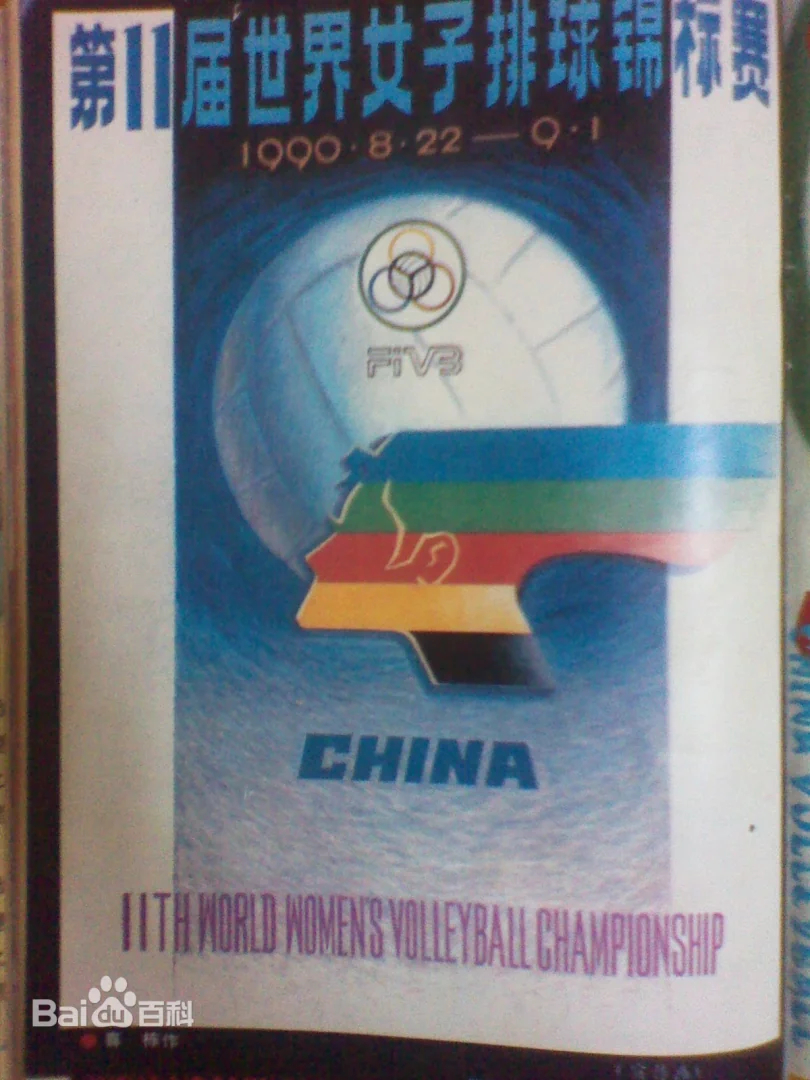 第11届世界女子排球锦标赛
1990·8·22—9·1
FiVB
CHINA
11TH WORLD WOMEN'S VOLLEYBALL CHAMPIONSHIP
Baidu百科
作